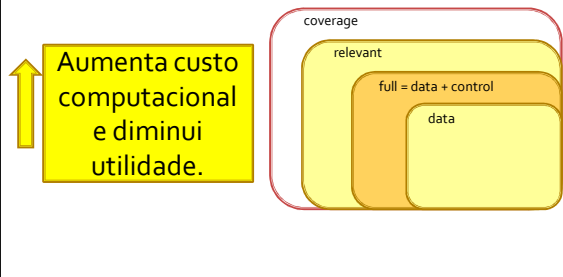 Aumenta custo
computacional
e diminui
utilidade.
coverage
relevant
full = data + control
data